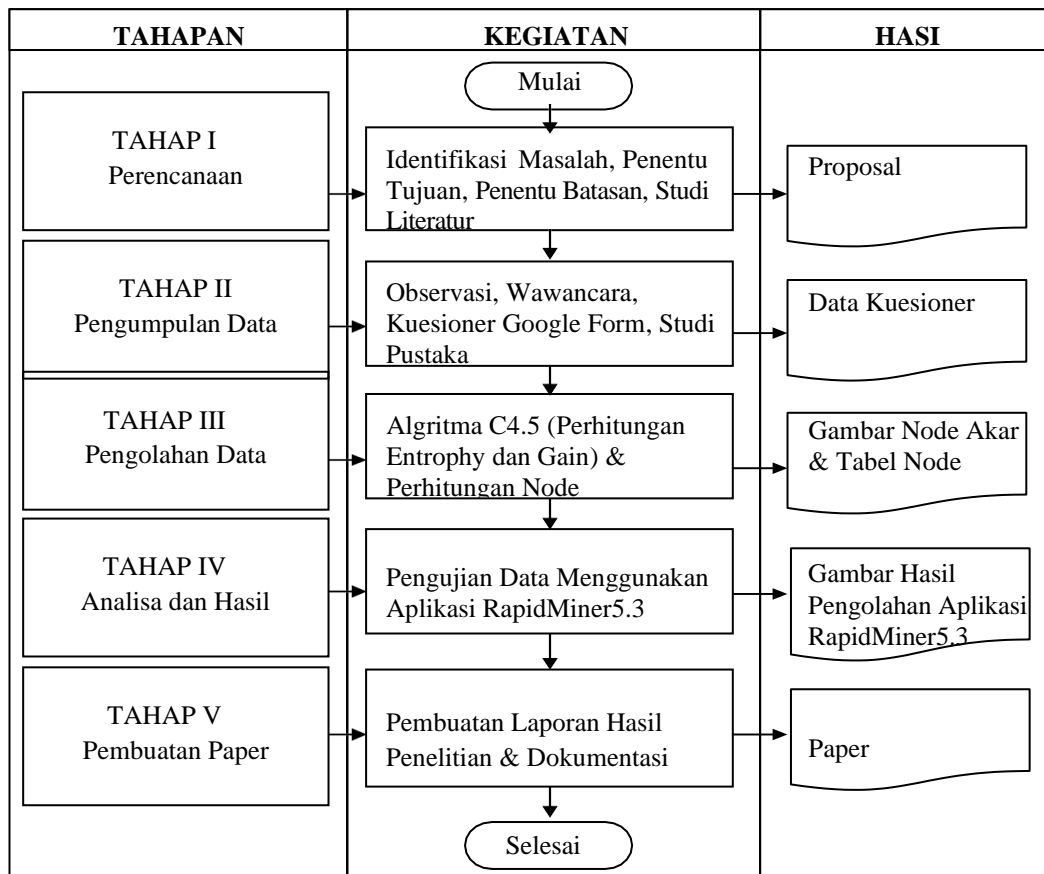 TAHAPAN
KEGIATAN
HASI
Mulai
TAHAP I
Perencanaan
Identifikasi Masalah, Penentu
Tujuan, Penentu Batasan, Studi
Literatur
Proposal
TAHAP II
Pengumpulan Data
Observasi, Wawancara,
Kuesioner Google Form, Studi
Pustaka
Data Kuesioner
TAHAP III
Pengolahan Data
Algritma C4.5 (Perhitungan
Entrophy dan Gain) &
Perhitungan Node
Gambar Node Akar
& Tabel Node
TAHAP IV
Analisa dan Hasil
Pengujian Data Menggunakan
Aplikasi RapidMiner5.3
Gambar Hasil
Pengolahan Aplikasi
RapidMiner5.3
TAHAP V
Pembuatan Paper
Pembuatan Laporan Hasil
Penelitian & Dokumentasi
Paper
Selesai